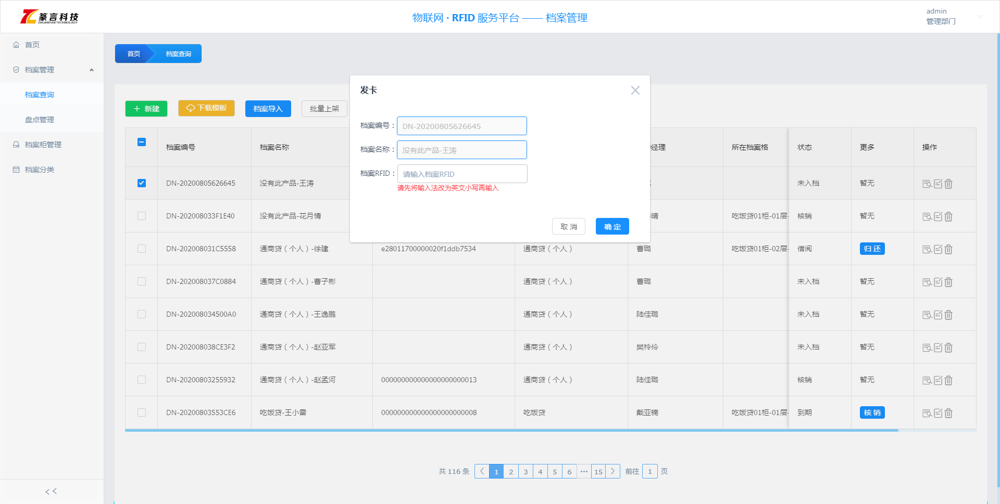 篆言科技
ZHUANYAN TECHNOLOGY
物联网 · RFID 服务平台 —— 档案管理
admin
管理部门
首页
档案管理
档案查询
盘点管理
档案柜管理
档案分类
<<
首页 档案查询
新建 下载模板 档案导入 批量上架
发卡
档案编号： DN-20200805626645
档案名称： 没有此产品-王涛
档案RFID： 请输入档案RFID
请先将输入法改为英文小写再输入
取 消 确 定
档案编号 档案名称 经理 所在档案格 状态 更多 操作
DN-20200805626645 没有此产品-王涛 未入档 暂无
DN-202008033F1E40 没有此产品-花月情 晴 吃饭贷01柜-01层- 核销 暂无
DN-202008031C5558 通商贷（个人）-徐建 e28011700000020f1ddb7534 通商贷（个人） 曹璐 吃饭贷01柜-02层- 借阅 归 还
DN-202008037C0884 通商贷（个人）-曹子彬 通商贷（个人） 曹璐 未入档 暂无
DN-202008034500A0 通商贷（个人）-王逸鹏 通商贷（个人） 陆佳璐 未入档 暂无
DN-202008038CE3F2 通商贷（个人）-赵亚军 通商贷（个人） 樊柃伶 未入档 暂无
DN-20200803255932 通商贷（个人）-赵孟河 000000000000000000000013 通商贷（个人） 陆佳璐 核销 暂无
DN-20200803553CE6 吃饭贷-王小雷 000000000000000000000008 吃饭贷 戴亚楠 吃饭贷01柜-01层- 到期 核 销
共 116 条 < 1 2 3 4 5 6 ··· 15 > 前往 1 页